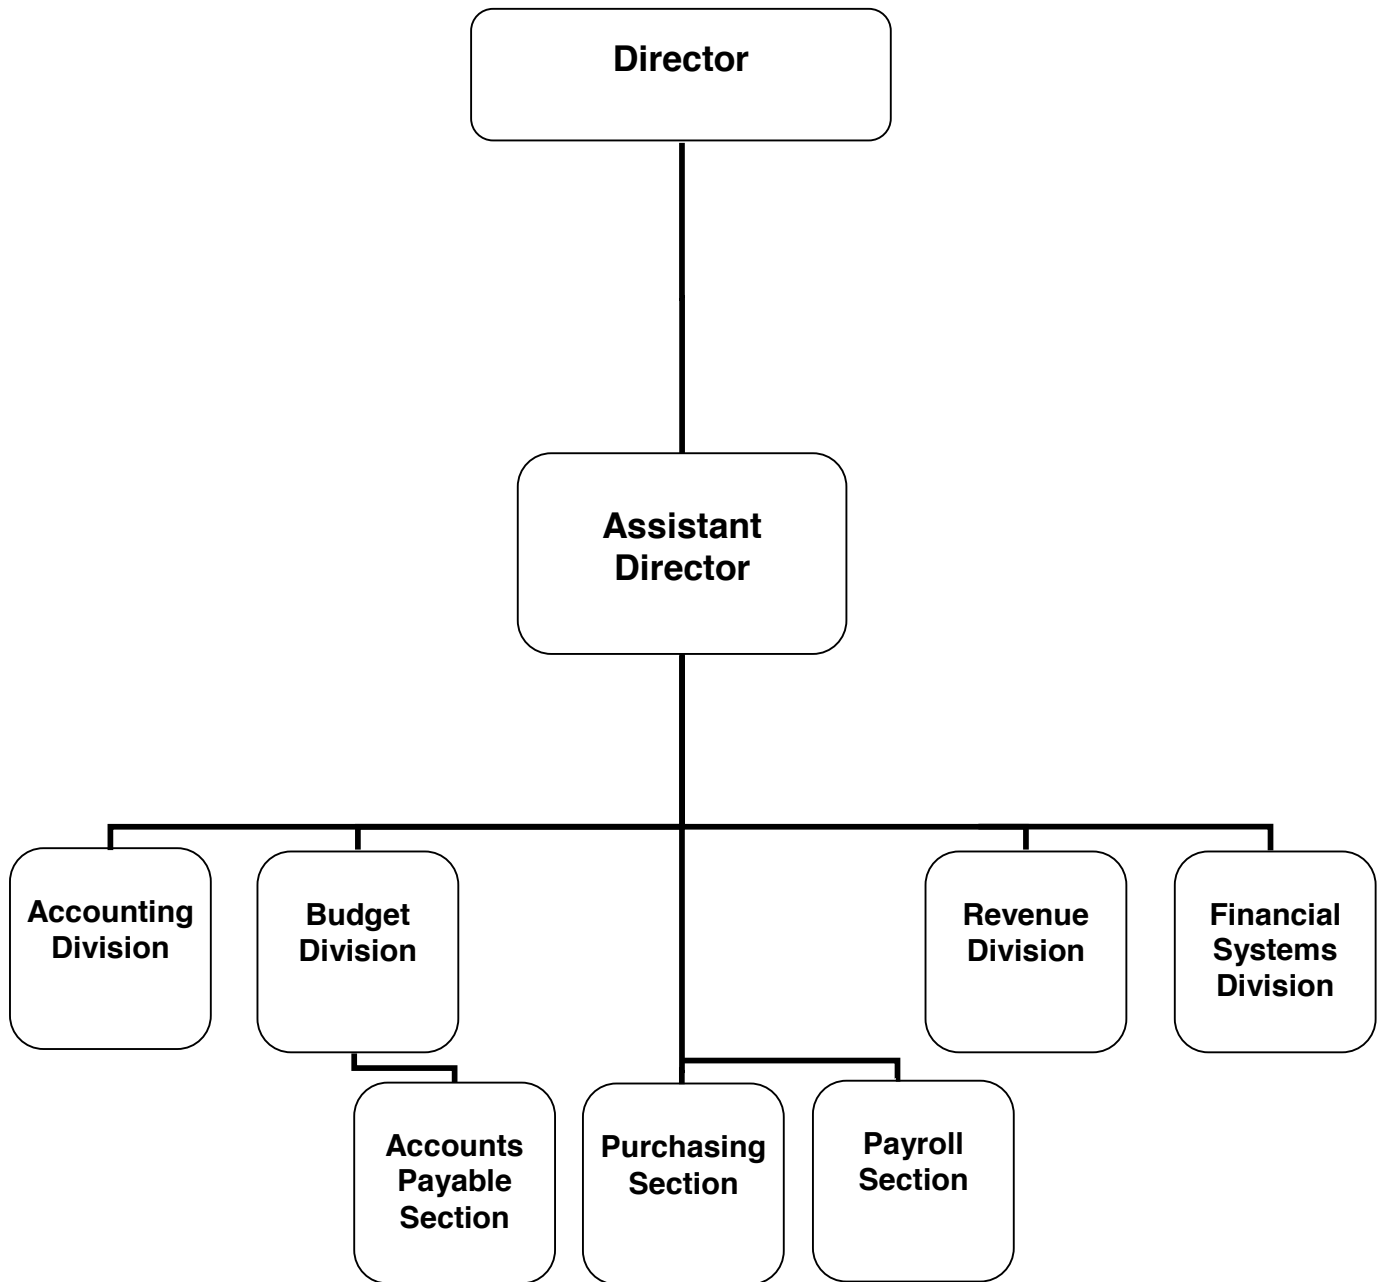 Director
Assistant
Director
Accounting
Division
Budget
Division
Revenue
Division
Financial
Systems
Division
Accounts
Payable
Section
Purchasing
Section
Payroll
Section